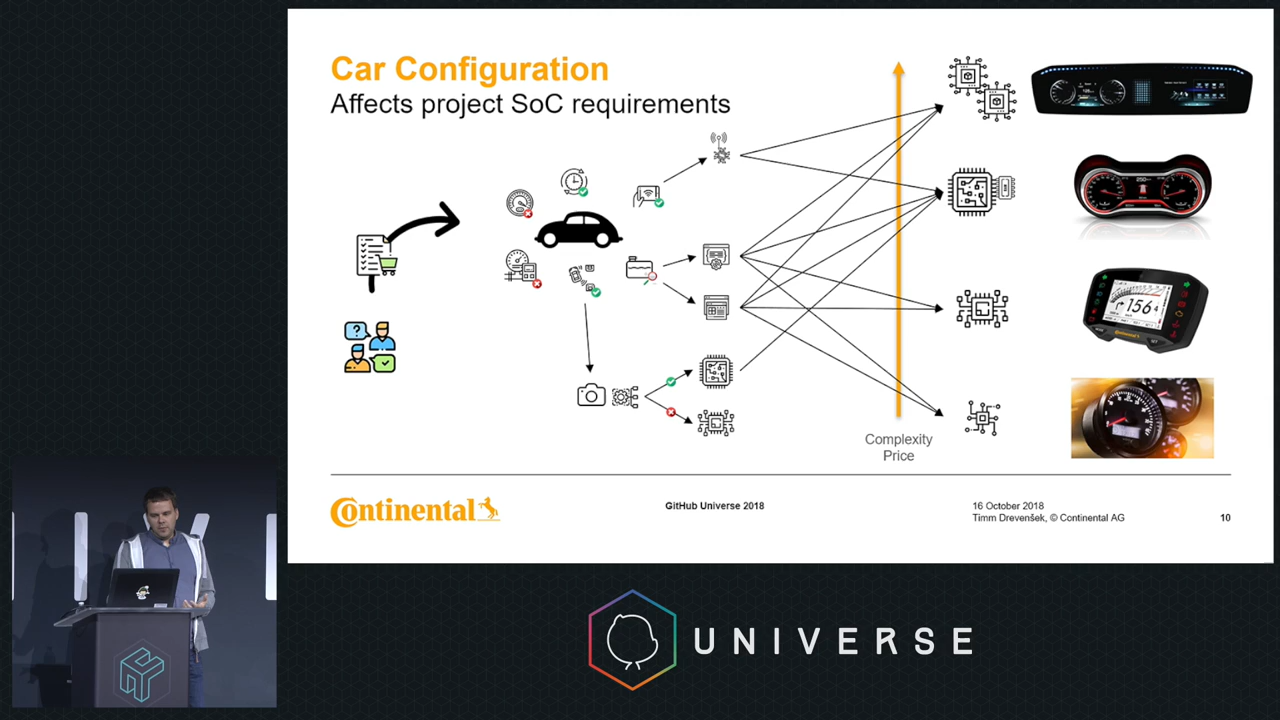 Car Configuration
Affects project SoC requirements
Complexity
Price
Continental
GitHub Universe 2018
16 October 2018
Timm Drevenšek, © Continental AG
10
156
UNIVERSE